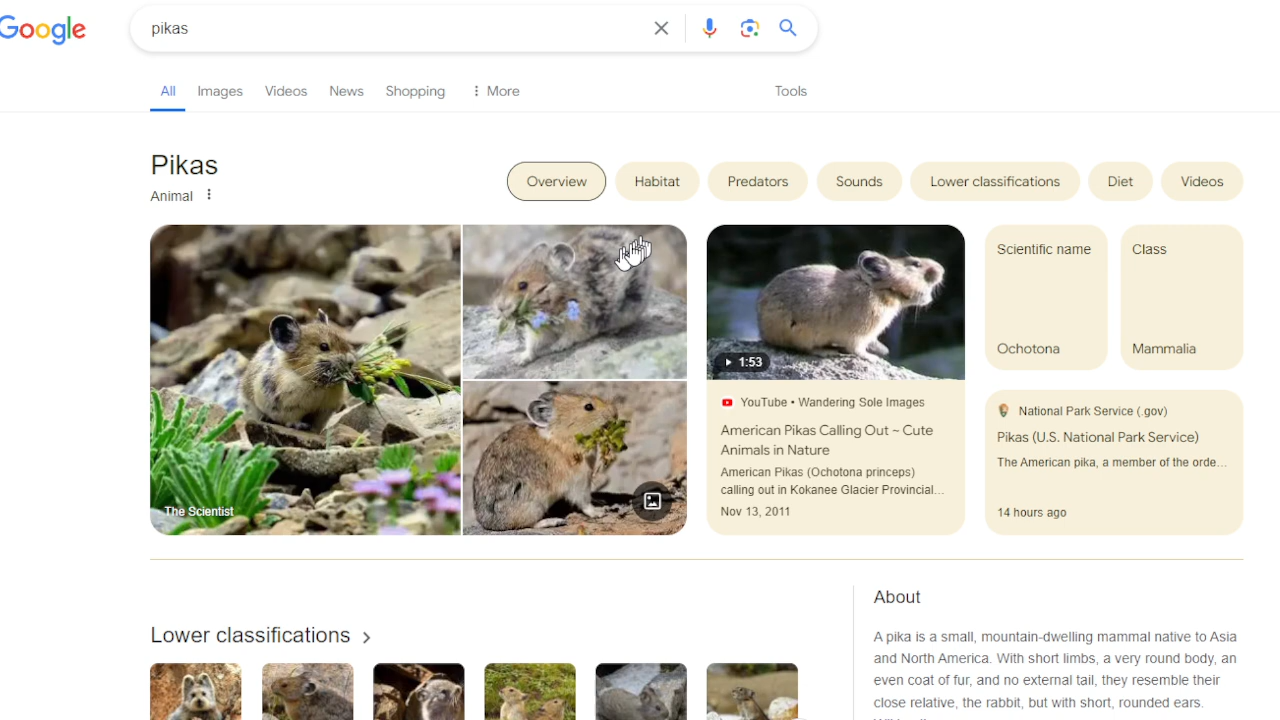 Google
pikas
All Images Videos News Shopping More Tools
Pikas
Animal
Overview Habitat Predators Sounds Lower classifications Diet Videos
The Scientist
1:53
YouTube • Wandering Sole Images
American Pikas Calling Out ~ Cute
Animals in Nature
American Pikas (Ochotona princeps)
calling out in Kokanee Glacier Provincial...
Nov 13, 2011
Scientific name
Ochotona
Class
Mammalia
National Park Service (.gov)
Pikas (U.S. National Park Service)
The American pika, a member of the orde...
14 hours ago
Lower classifications
About
A pika is a small, mountain-dwelling mammal native to Asia
and North America. With short limbs, a very round body, an
even coat of fur, and no external tail, they resemble their
close relative, the rabbit, but with short, rounded ears.